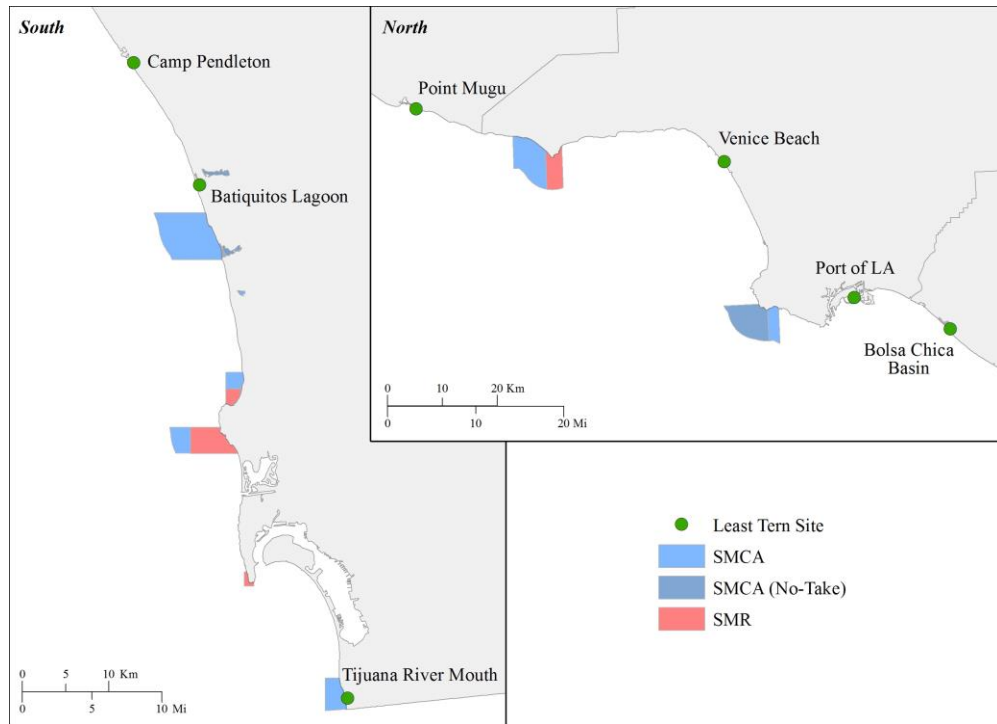 South
Camp Pendleton
Batiquitos Lagoon
Tijuana River Mouth
0 5 10 Km
0 5 10 Mi
North
Point Mugu
Venice Beach
Port of LA
Bolsa Chica
Basin
0 10 20 Km
0 10 20 Mi
Least Tern Site
SMCA
SMCA (No-Take)
SMR